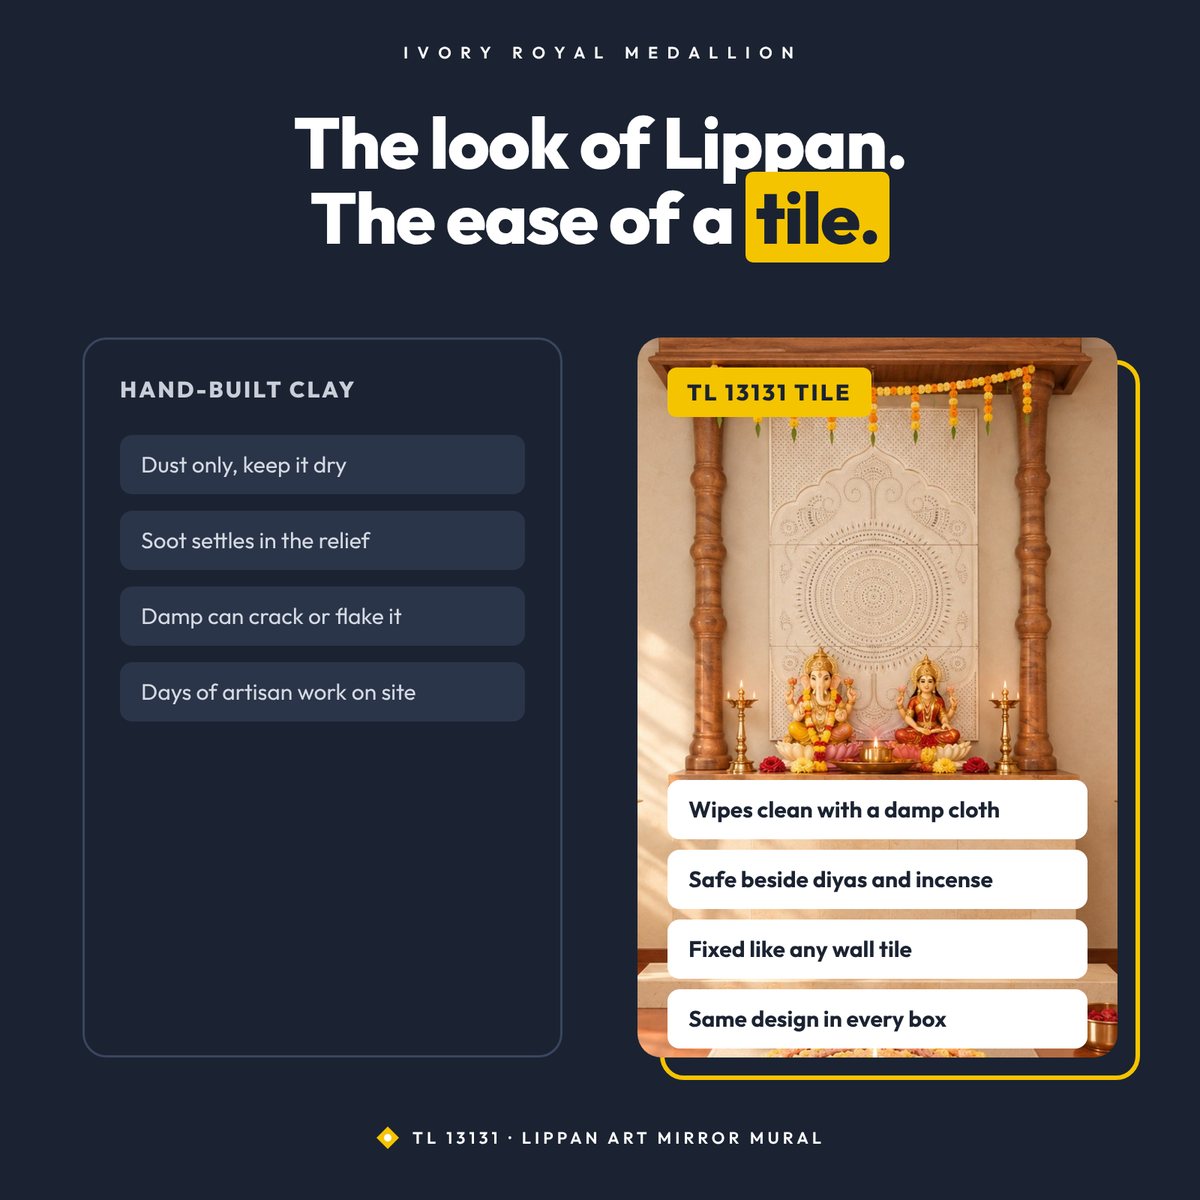 IVORY ROYAL MEDALLION
The look of Lippan.
The ease of a tile.
HAND-BUILT CLAY
Dust only, keep it dry
Soot settles in the relief
Damp can crack or flake it
Days of artisan work on site
TL 13131 TILE
Wipes clean with a damp cloth
Safe beside diyas and incense
Fixed like any wall tile
Same design in every box
TL 13131 · LIPPAN ART MIRROR MURAL